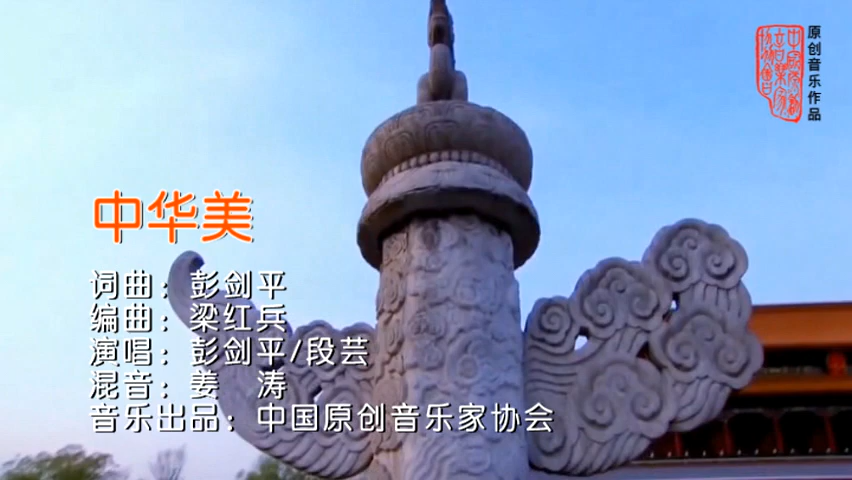 中华美
词曲：彭剑平
编曲：梁红兵
演唱：彭剑平/段芸
混音：姜　涛
音乐出品：中国原创音乐家协会
原创音乐作品